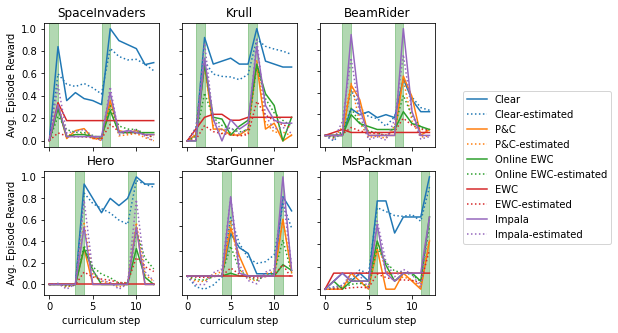 SpaceInvaders
Krull
BeamRider
Avg. Episode Reward
1.0
0.8
0.6
0.4
0.2
0.0
Hero
StarGunner
MsPackman
Avg. Episode Reward
1.0
0.8
0.6
0.4
0.2
0.0
0 5 10
0 5 10
0 5 10
curriculum step
curriculum step
curriculum step
Clear
Clear-estimated
P&C
P&C-estimated
Online EWC
Online EWC-estimated
EWC
EWC-estimated
Impala
Impala-estimated